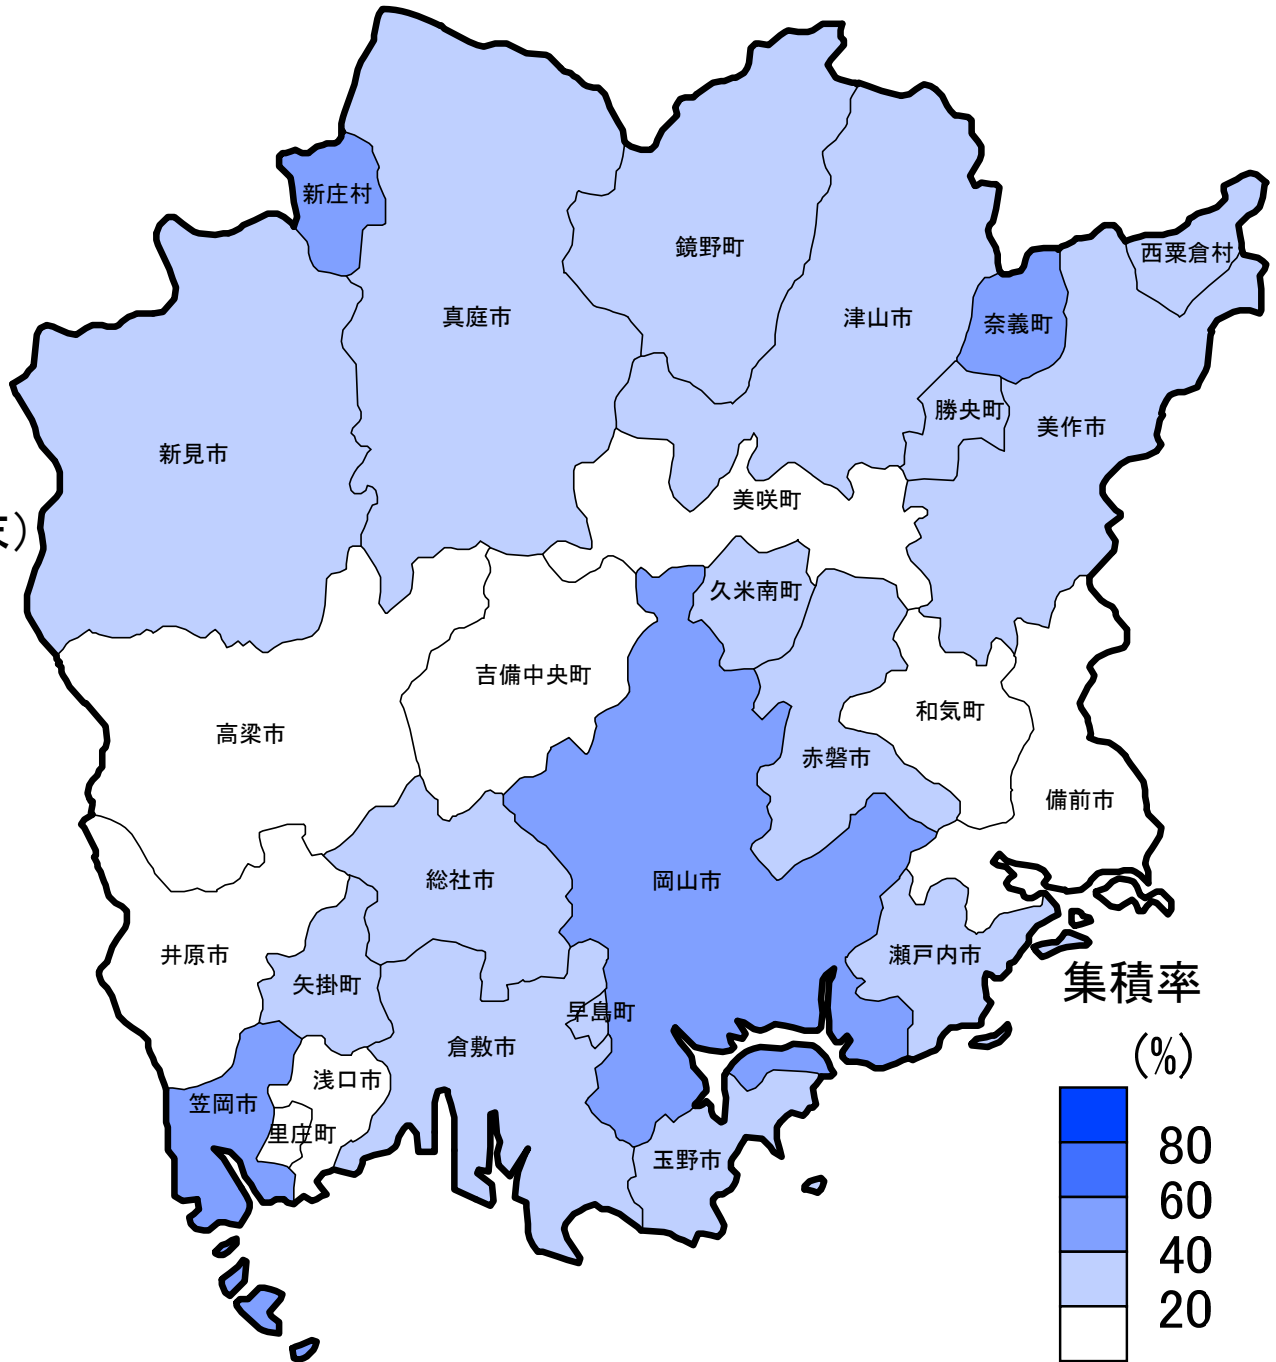 新庄村
鏡野町
西粟倉村
真庭市
津山市
奈義町
勝央町
美作市
新見市
美咲町
末)
久米南町
吉備中央町
和気町
高梁市
赤磐市
備前市
総社市
岡山市
井原市
瀬戸内市
矢掛町
集積率
早島町
倉敷市
(%)
浅口市
笠岡市
里庄町
玉野市
80
60
40
20